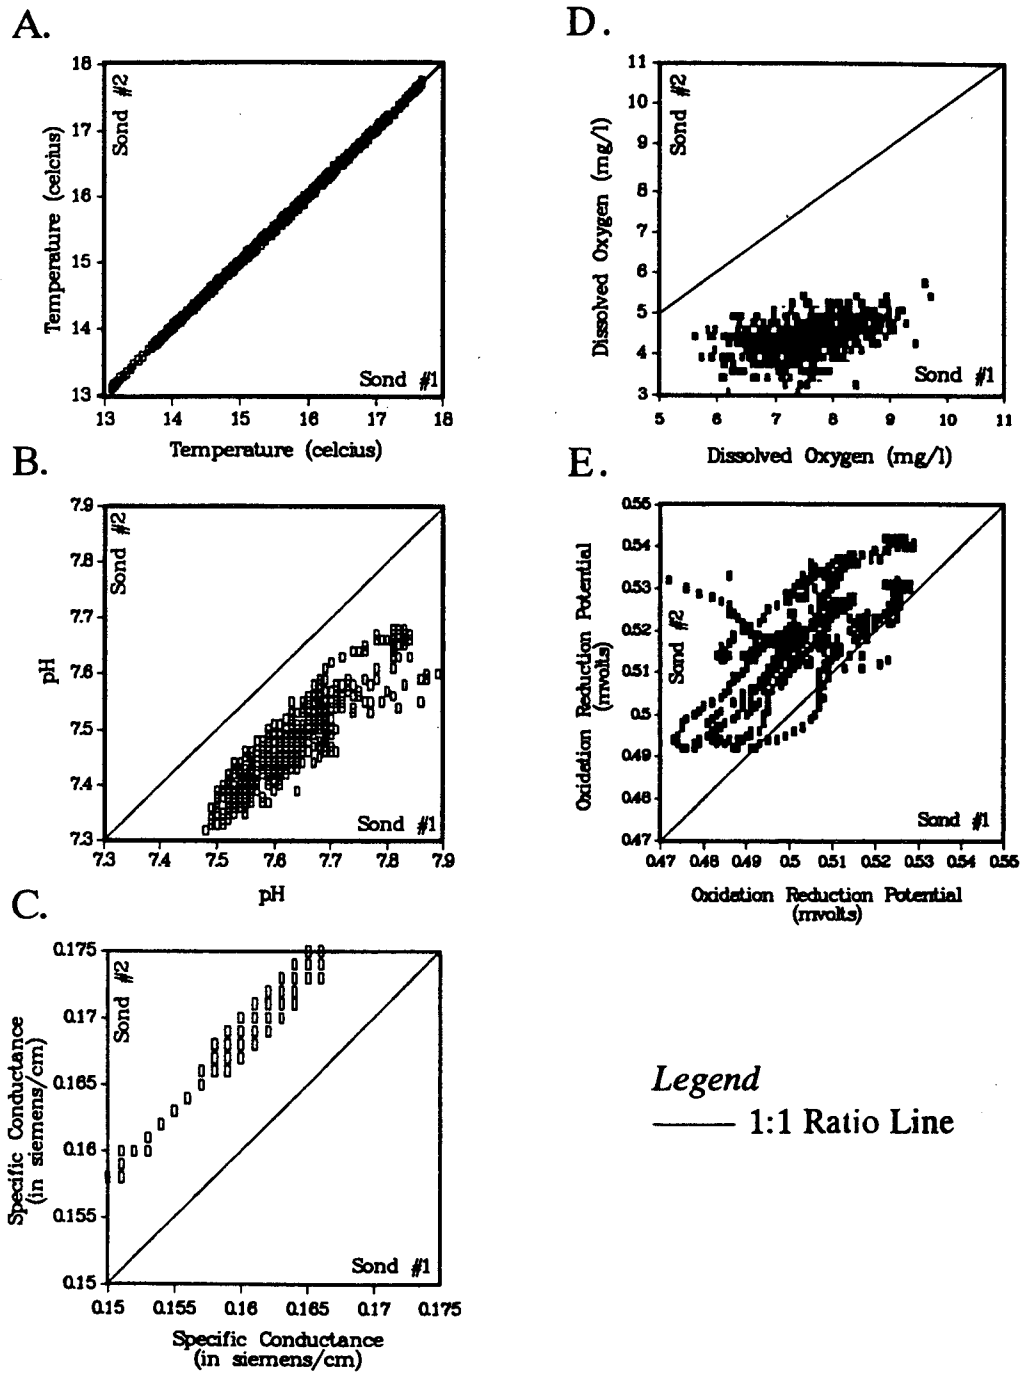 A.
18
17
16
15
14
13
Temperature (celcius)
Sond #2
Sond #1
13 14 15 16 17 18
Temperature (celcius)
B.
7.9
7.8
7.7
7.6
7.5
7.4
7.3
pH
Sond #2
Sond #1
7.3 7.4 7.5 7.6 7.7 7.8 7.9
pH
C.
0.175
0.17
0.165
0.16
0.155
0.15
Specific Conductance
(in siemens/cm)
Sond #2
Sond #1
0.15 0.155 0.16 0.165 0.17 0.175
Specific Conductance
(in siemens/cm)
D.
11
10
9
8
7
6
5
4
3
Dissolved Oxygen (mg/l)
Sond #2
Sond #1
5 6 7 8 9 10 11
Dissolved Oxygen (mg/l)
E.
0.55
0.54
0.53
0.52
0.51
0.5
0.49
0.48
0.47
Oxidation Reduction Potential
(mvolts)
Sond #2
Sond #1
0.47 0.48 0.49 0.5 0.51 0.52 0.53 0.54 0.55
Oxidation Reduction Potential
(mvolts)
Legend
1:1 Ratio Line